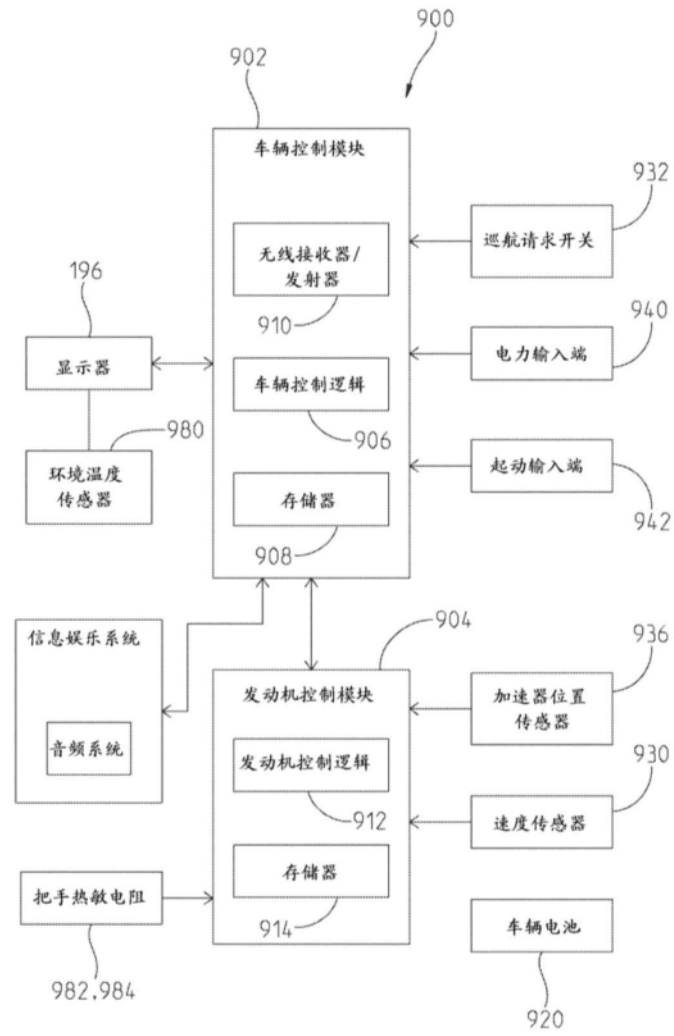 900
902
车辆控制模块
932
巡航请求开关
无线接收器/
发射器
910
196
显示器
940
电力输入端
车辆控制逻辑
906
980
环境温度
传感器
起动输入端
942
存储器
908
信息娱乐系统
音频系统
904
发动机控制模块
936
加速器位置
传感器
发动机控制逻辑
912
930
速度传感器
存储器
914
把手热敏电阻
982,984
车辆电池
920